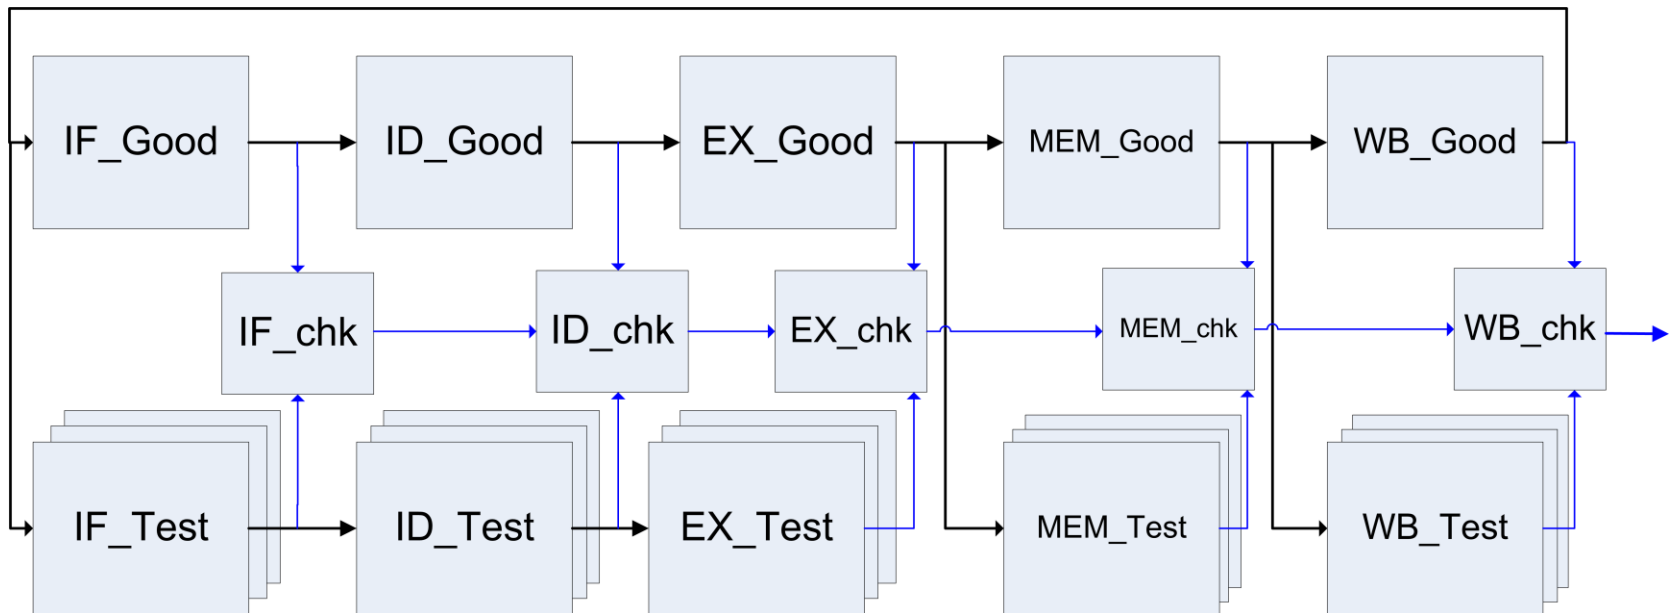 IF_Good
ID_Good
EX_Good
MEM_Good
WB_Good
IF_chk
ID_chk
EX_chk
MEM_chk
WB_chk
IF_Test
ID_Test
EX_Test
MEM_Test
WB_Test